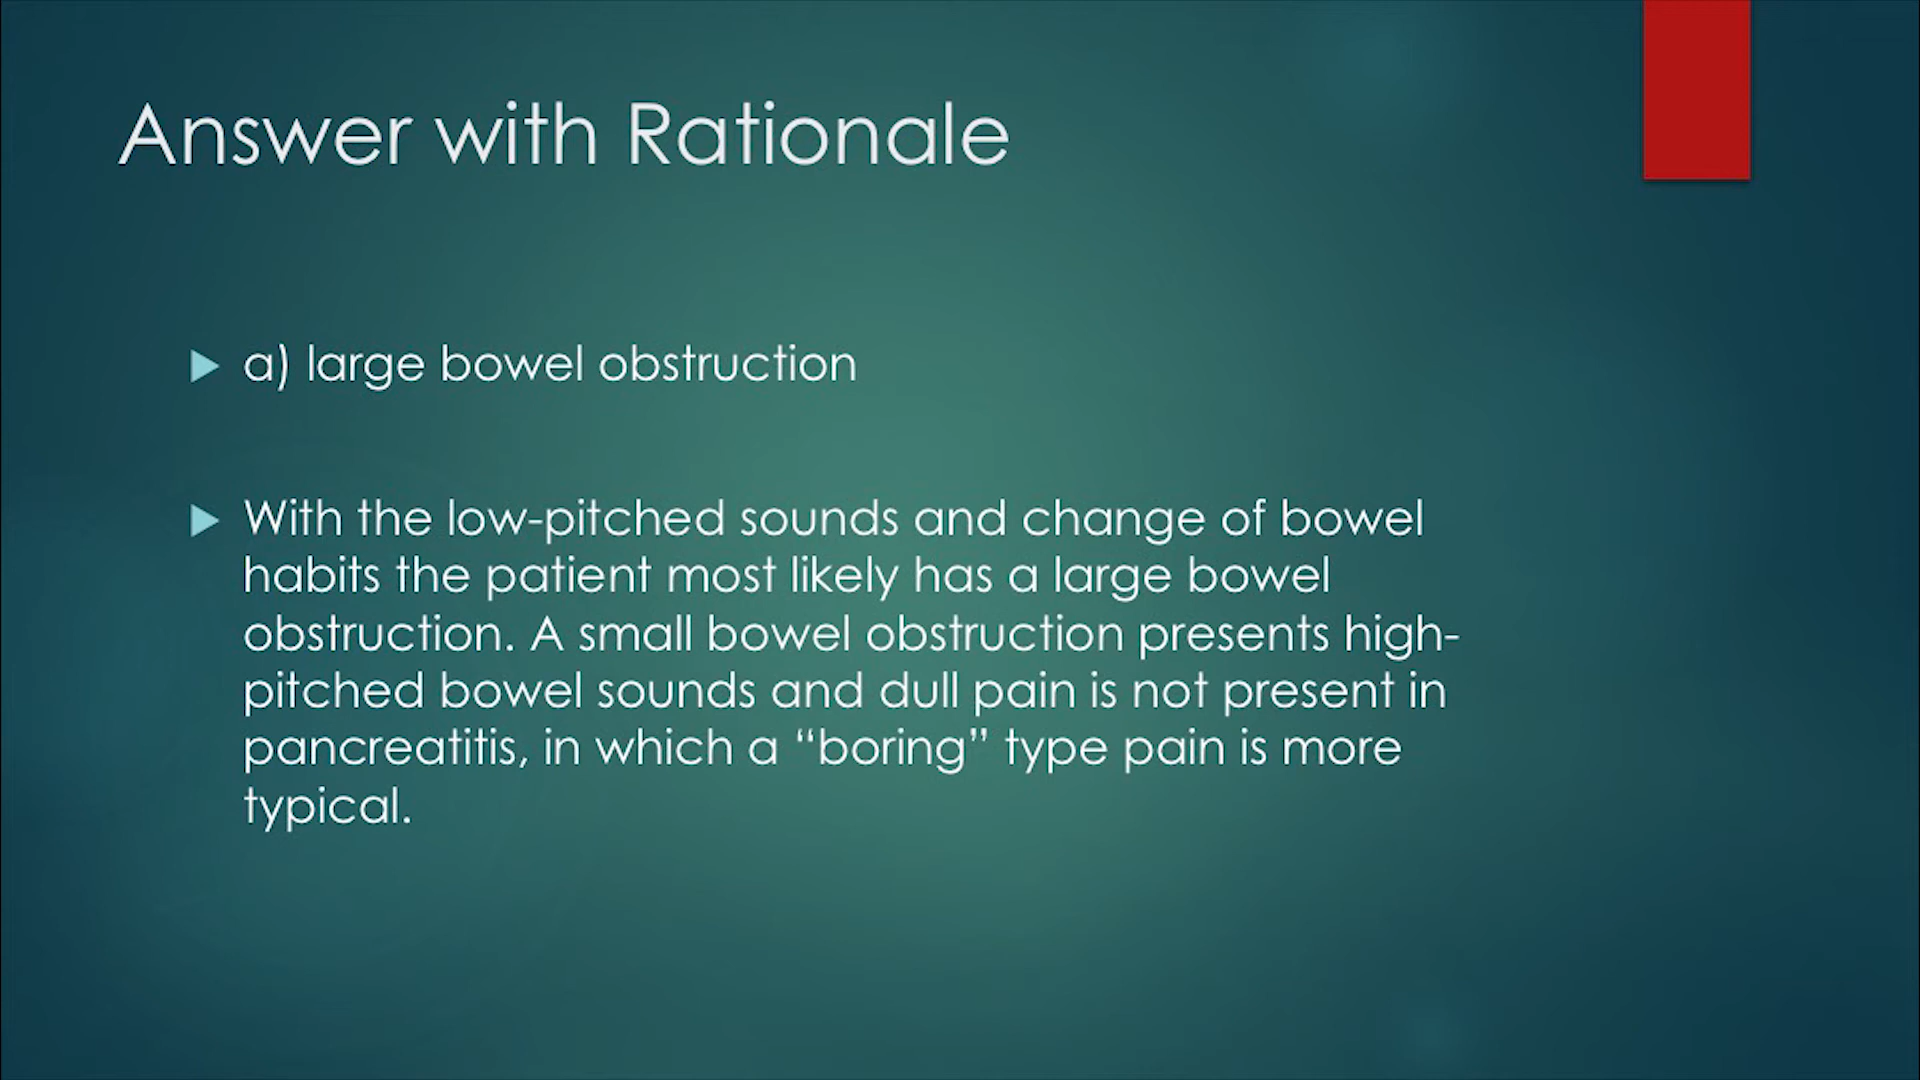 Answer with Rationale
a) large bowel obstruction
With the low-pitched sounds and change of bowel
habits the patient most likely has a large bowel
obstruction. A small bowel obstruction presents high-
pitched bowel sounds and dull pain is not present in
pancreatitis, in which a “boring” type pain is more
typical.